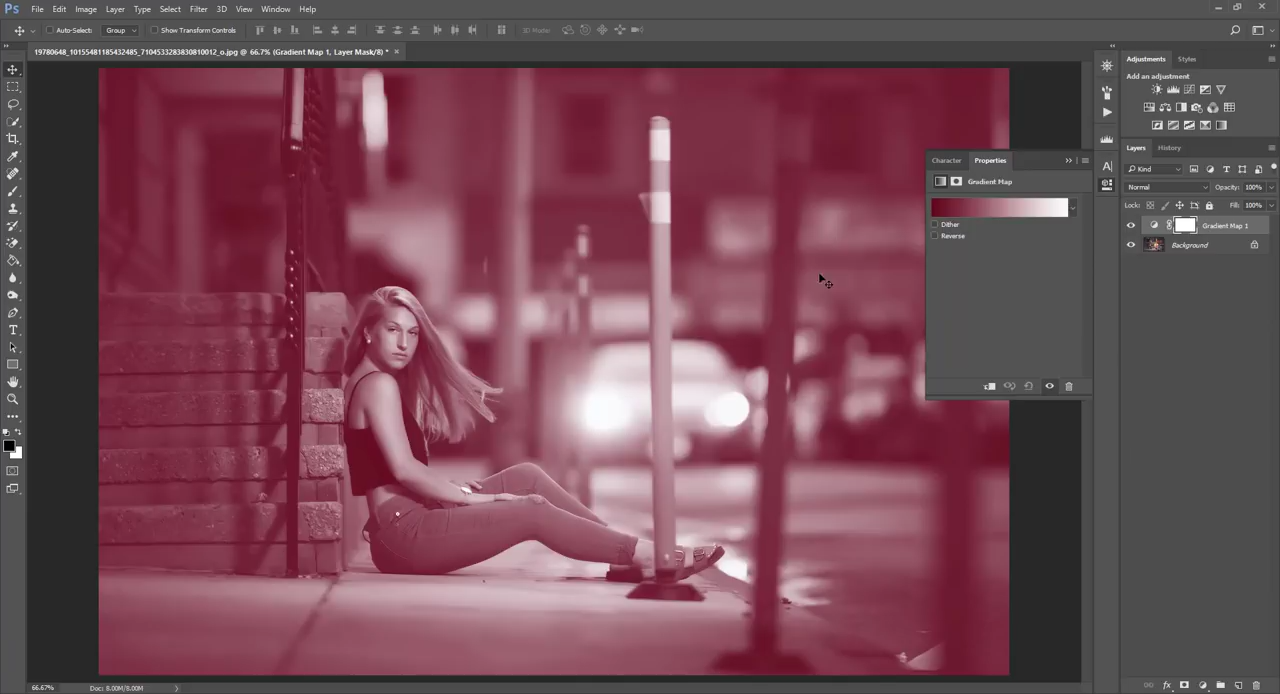 Ps File Edit Image Layer Type Select Filter 3D View Window Help
Auto-Select: Group Show Transform Controls 3D Mode:
19780648_10155481185432485_7104533283830810012_o.jpg @ 66.7% (Gradient Map 1, Layer Mask/8) *
Adjustments Styles
Add an adjustment
Layers History
Character Properties
Kind
Gradient Map
Normal Opacity: 100%
Lock: Fill: 100%
Dither
Gradient Map 1
Reverse
Background
66.67% Doc: 8.00M/8.00M